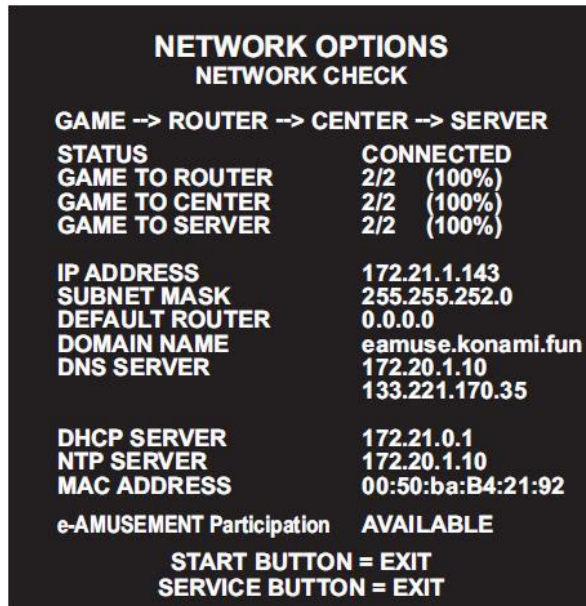 NETWORK OPTIONS
NETWORK CHECK
GAME --> ROUTER --> CENTER --> SERVER
STATUS CONNECTED
GAME TO ROUTER 2/2 (100%)
GAME TO CENTER 2/2 (100%)
GAME TO SERVER 2/2 (100%)
IP ADDRESS 172.21.1.143
SUBNET MASK 255.255.252.0
DEFAULT ROUTER 0.0.0.0
DOMAIN NAME eamuse.konami.fun
DNS SERVER 172.20.1.10
133.221.170.35
DHCP SERVER 172.21.0.1
NTP SERVER 172.20.1.10
MAC ADDRESS 00:50:ba:B4:21:92
e-AMUSEMENT Participation AVAILABLE
START BUTTON = EXIT
SERVICE BUTTON = EXIT